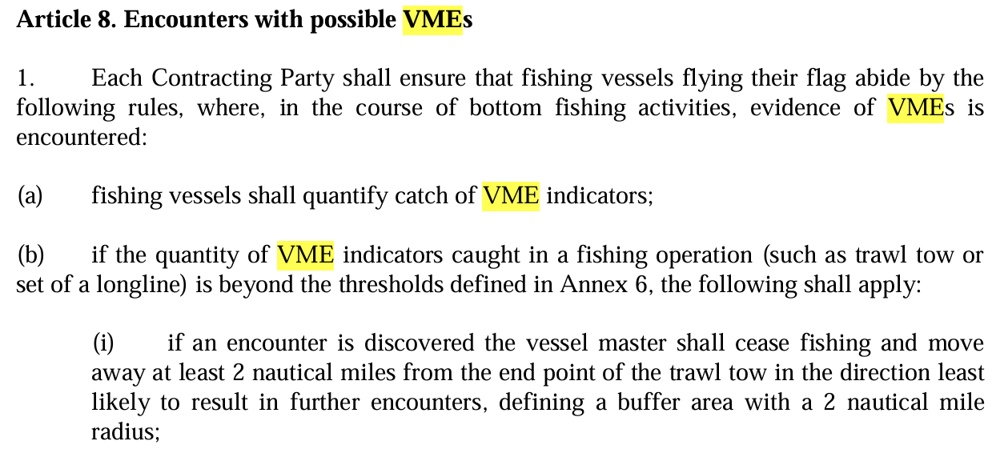 Article 8. Encounters with possible VMEs
1. Each Contracting Party shall ensure that fishing vessels flying their flag abide by the
following rules, where, in the course of bottom fishing activities, evidence of VMEs is
encountered:
(a) fishing vessels shall quantify catch of VME indicators;
(b) if the quantity of VME indicators caught in a fishing operation (such as trawl tow or
set of a longline) is beyond the thresholds defined in Annex 6, the following shall apply:
(i) if an encounter is discovered the vessel master shall cease fishing and move
away at least 2 nautical miles from the end point of the trawl tow in the direction least
likely to result in further encounters, defining a buffer area with a 2 nautical mile
radius;